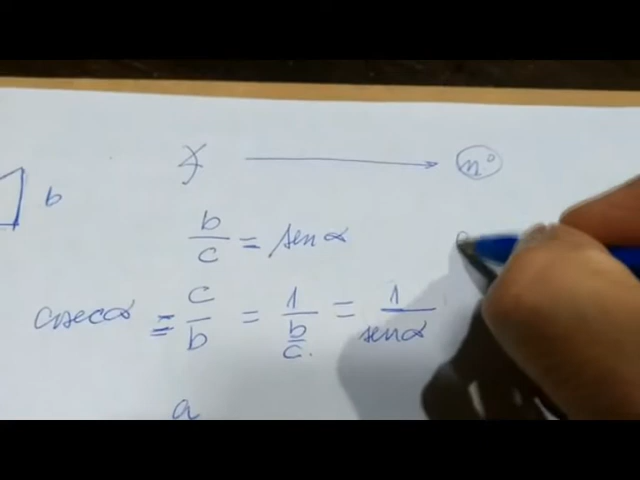 ∢ → n°
b
b/c = sen α
cosec α = c/b = 1/(b/c) = 1/sen α
a